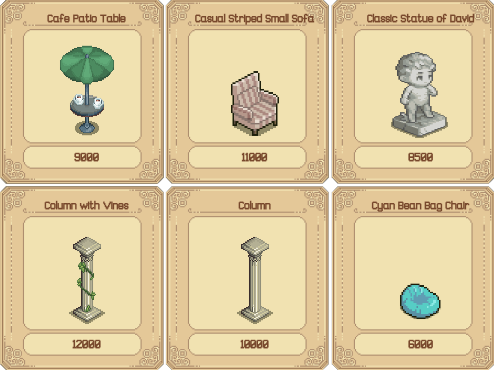 Cafe Patio Table
Casual Striped Small Sofa
Classic Statue of David
9000
11000
8500
Column with Vines
Column
Cyan Bean Bag Chair
12000
10000
6000